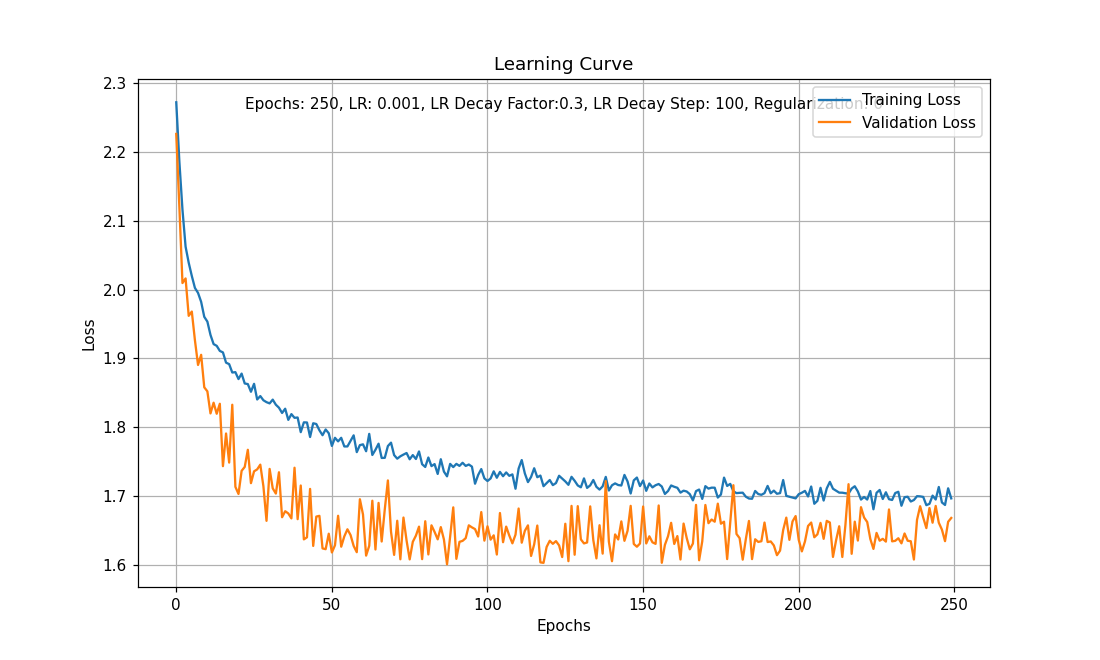 Learning Curve
Epochs: 250, LR: 0.001, LR Decay Factor:0.3, LR Decay Step: 100, Regularization: 0
Training Loss
Validation Loss
2.3
2.2
2.1
2.0
1.9
1.8
1.7
1.6
Loss
0 50 100 150 200 250
Epochs